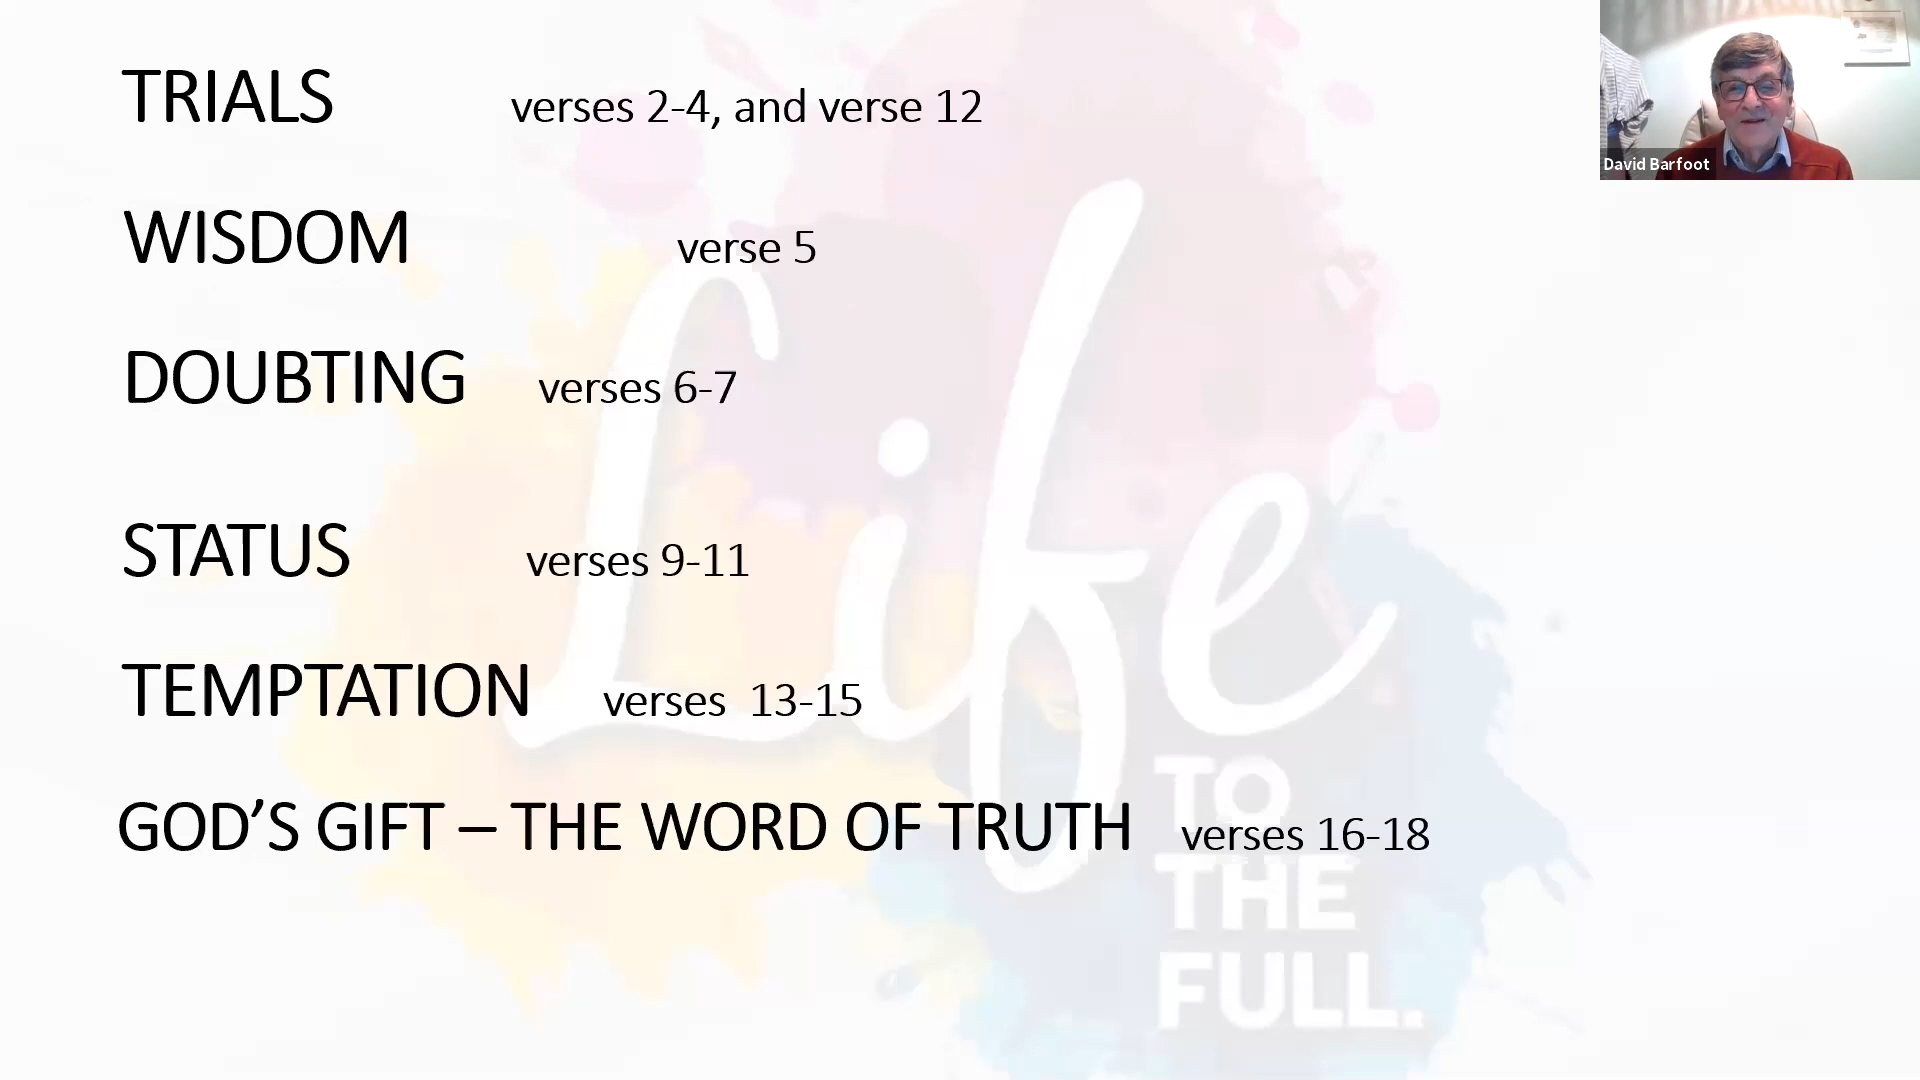 TRIALS verses 2-4, and verse 12
David Barfoot
WISDOM verse 5
DOUBTING verses 6-7
STATUS verses 9-11
TEMPTATION verses 13-15
GOD’S GIFT – THE WORD OF TRUTH verses 16-18
Life
TO
THE
FULL.